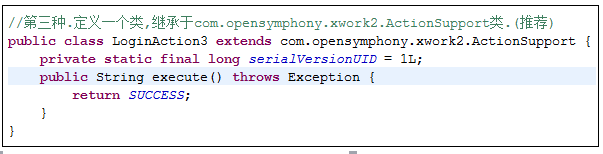 //第三种.定义一个类,继承于com.opensymphony.xwork2.ActionSupport类.(推荐)
public class LoginAction3 extends com.opensymphony.xwork2.ActionSupport {
    private static final long serialVersionUID = 1L;
    public String execute() throws Exception {
        return SUCCESS;
    }
}